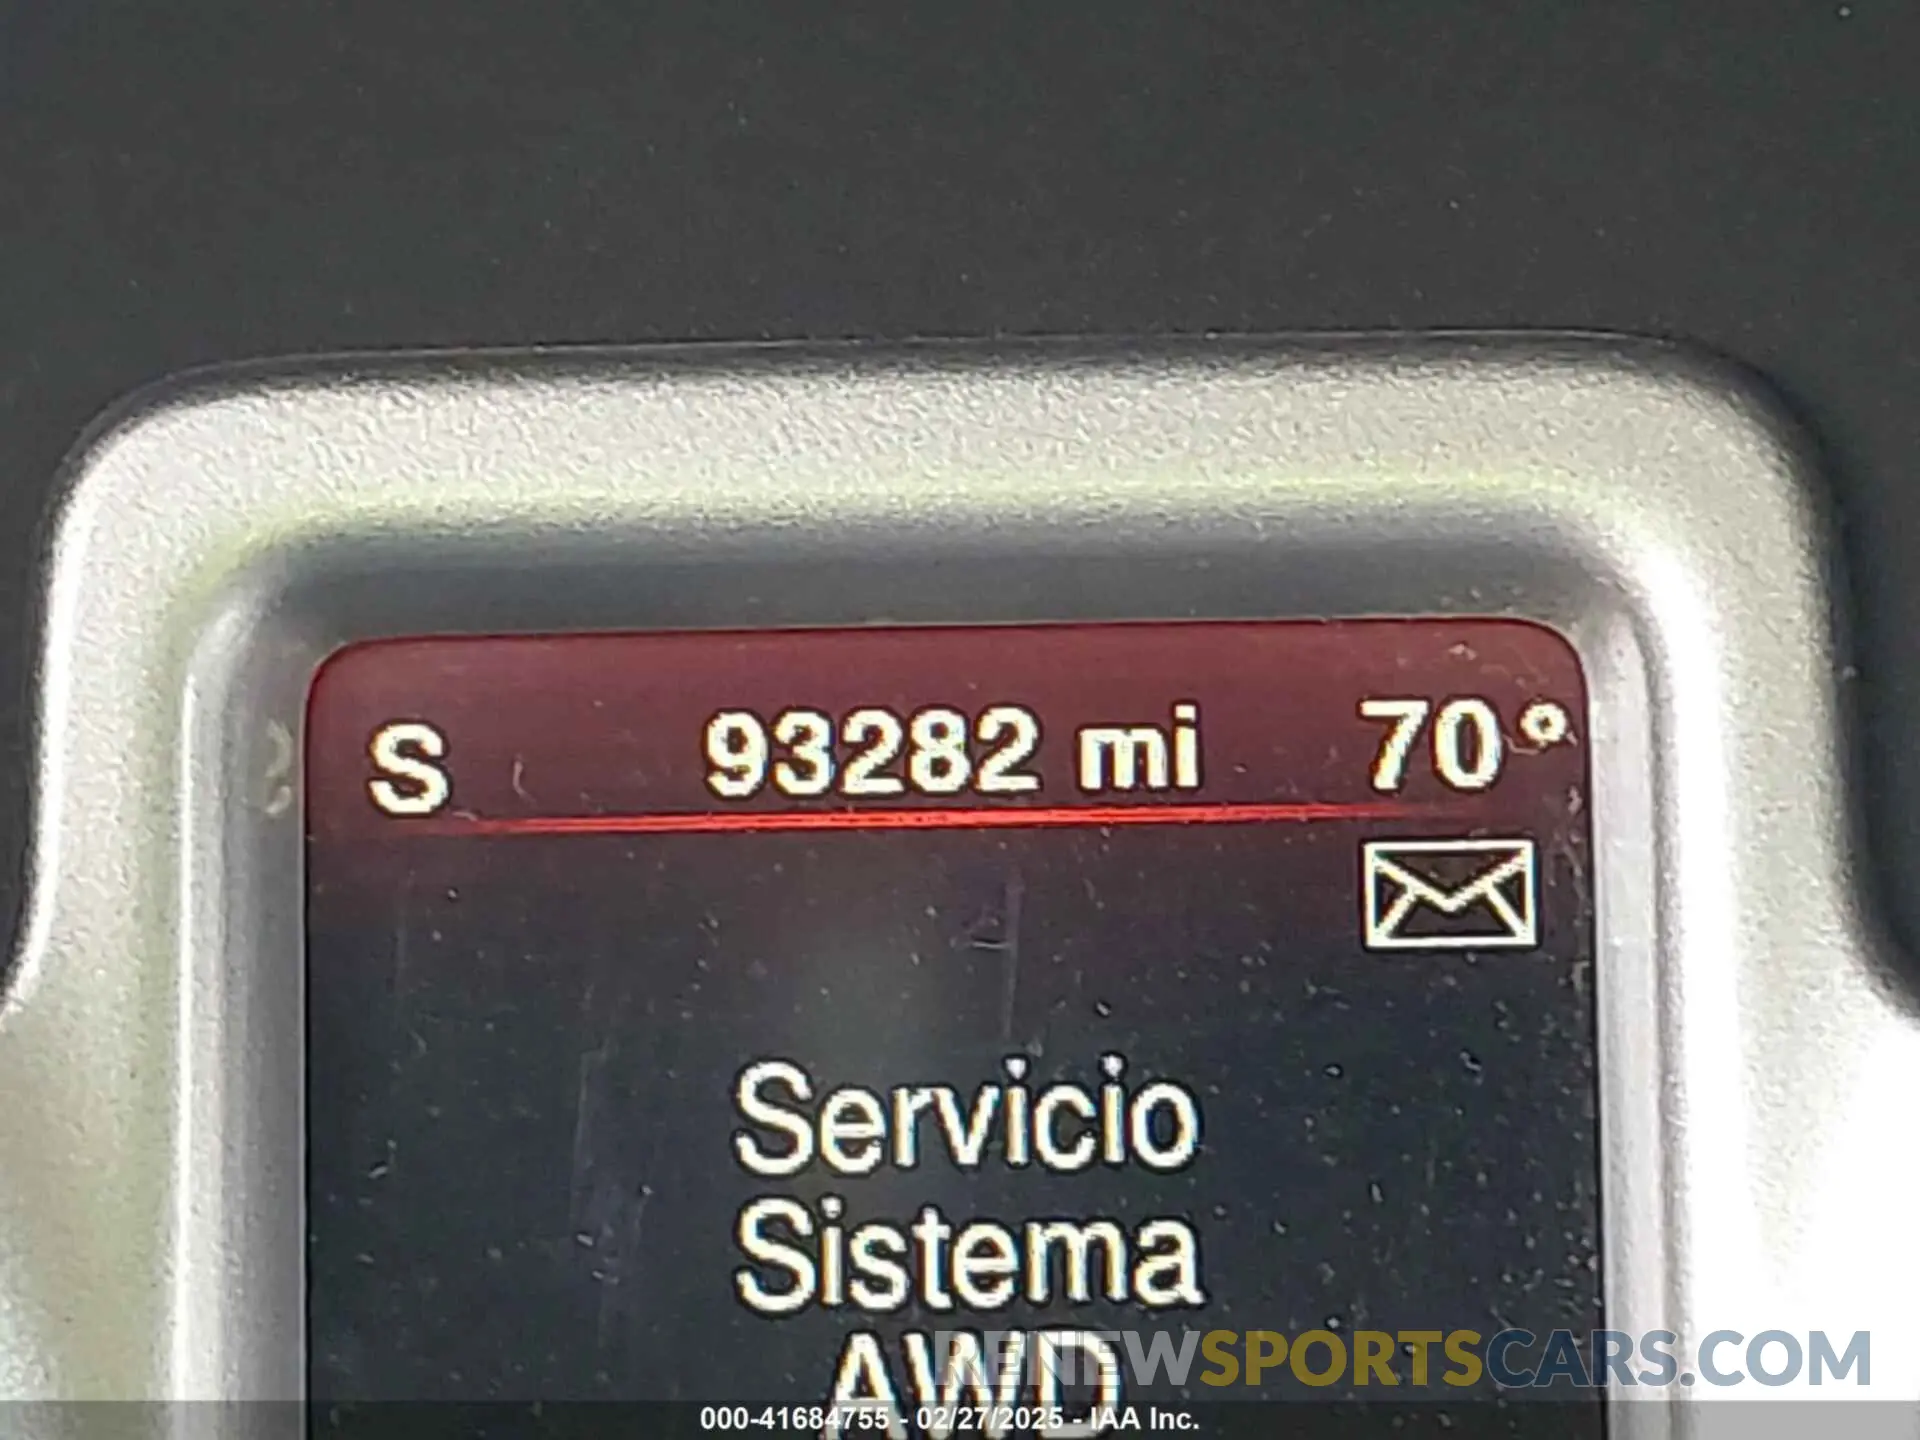 S 93282 mi 70°
Servicio
Sistema
AWD
RENEWSPORTSCARS.COM
000-41684755 - 02/27/2025 - IAA Inc.